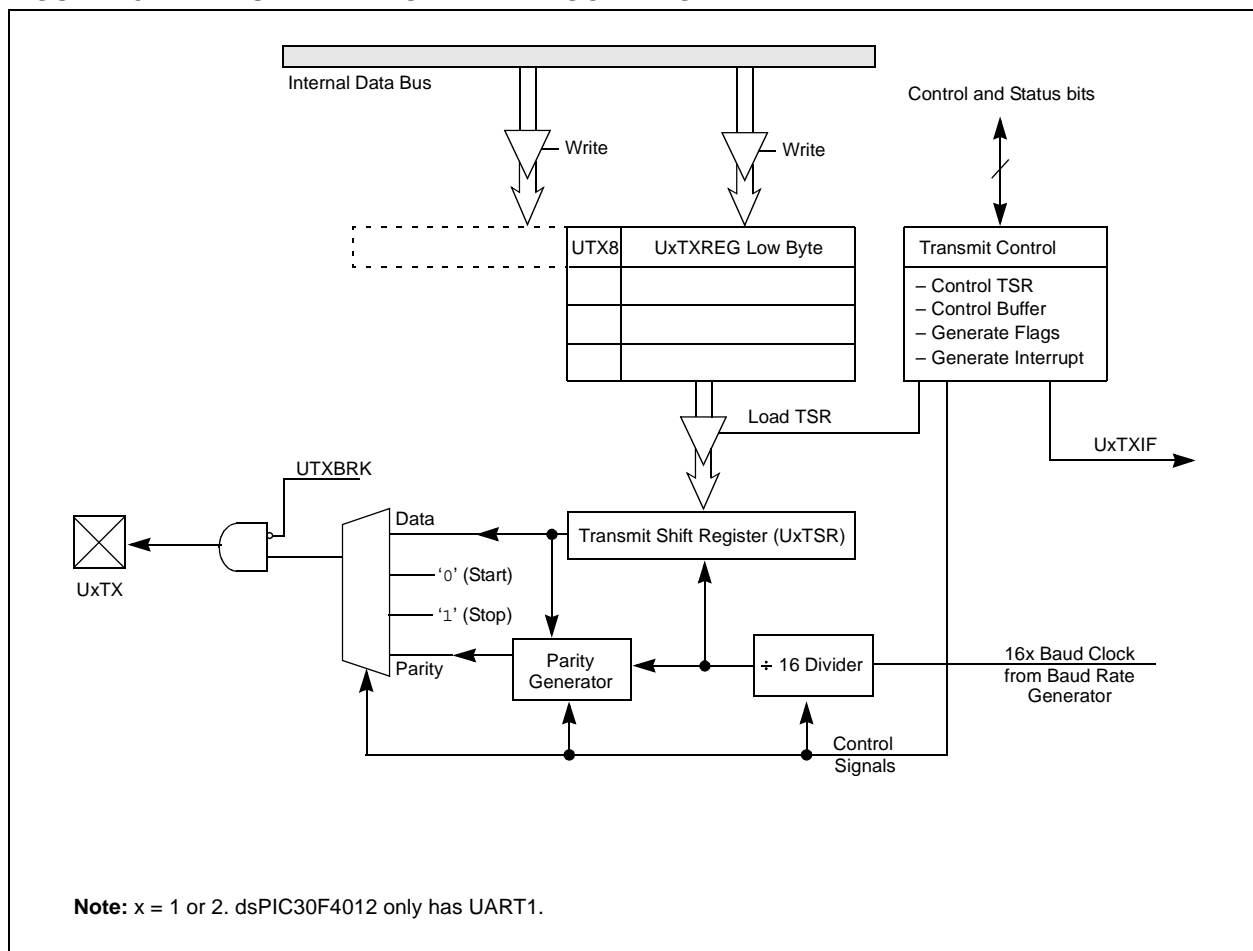 Internal Data Bus
Control and Status bits
Write
Write
UTX8
UxTXREG Low Byte
Transmit Control
– Control TSR
– Control Buffer
– Generate Flags
– Generate Interrupt
Load TSR
UxTXIF
UTXBRK
Data
Transmit Shift Register (UxTSR)
UxTX
‘0’ (Start)
‘1’ (Stop)
Parity
Parity
Generator
÷ 16 Divider
16x Baud Clock
from Baud Rate
Generator
Control
Signals
Note: x = 1 or 2. dsPIC30F4012 only has UART1.